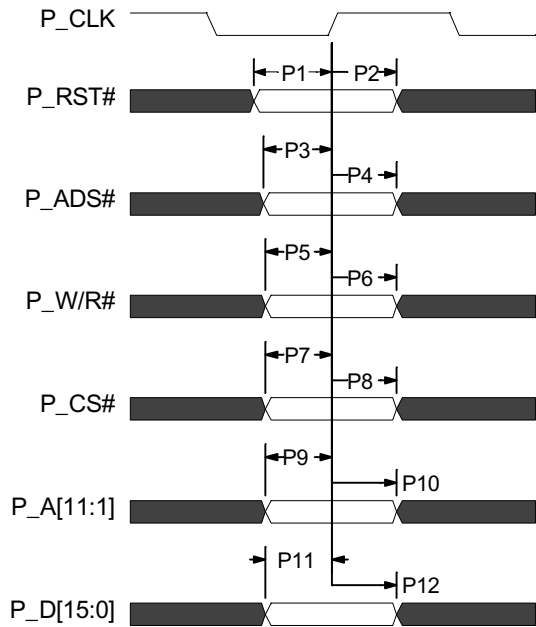 P_CLK
P_RST# P1 P2
P3
P_ADS# P4
P5
P_W/R# P6
P7
P_CS# P8
P9
P_A[11:1] P10
P11
P_D[15:0] P12